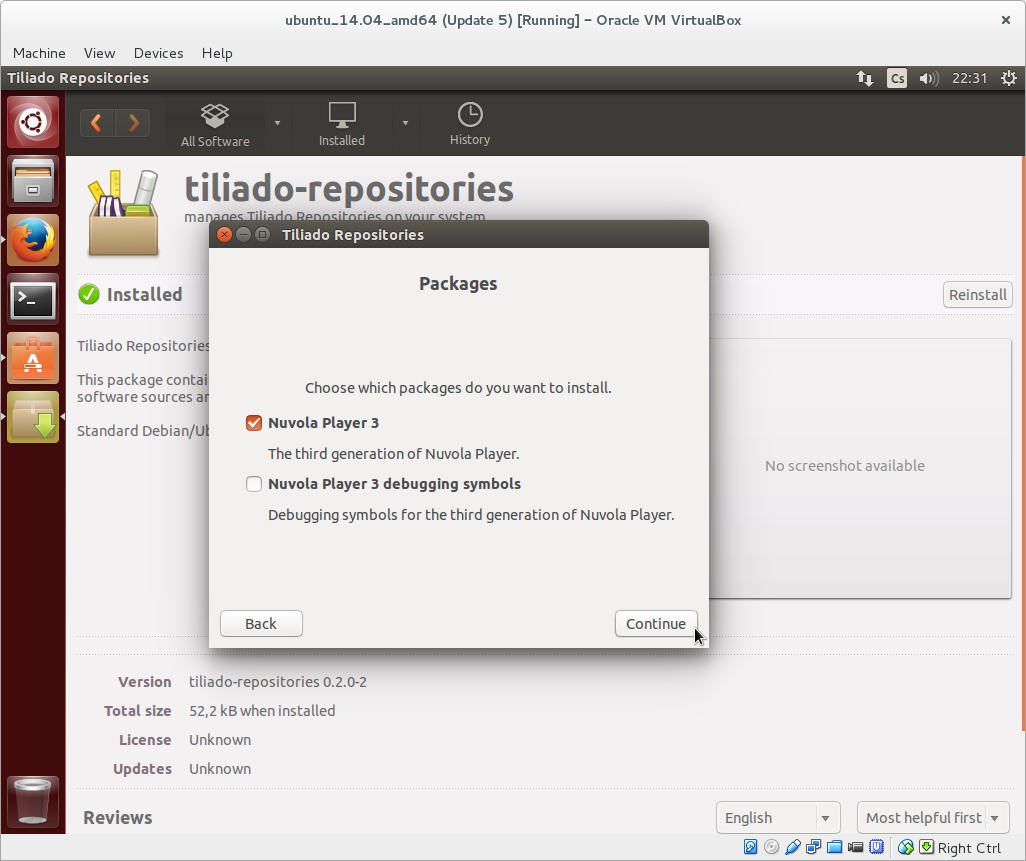 ubuntu_14.04_amd64 (Update 5) [Running] – Oracle VM VirtualBox
Machine View Devices Help
Tiliado Repositories
Cs
22:31
All Software
Installed
History
tiliado-repositories
manages Tiliado Repositories on your system
Tiliado Repositories
Packages
Installed
Reinstall
Tiliado Repositories
This package contai
software sources an
Standard Debian/Ub
Choose which packages do you want to install.
Nuvola Player 3
The third generation of Nuvola Player.
Nuvola Player 3 debugging symbols
Debugging symbols for the third generation of Nuvola Player.
No screenshot available
Back
Continue
Version tiliado-repositories 0.2.0-2
Total size 52,2 kB when installed
License Unknown
Updates Unknown
Reviews
English
Most helpful first
Right Ctrl